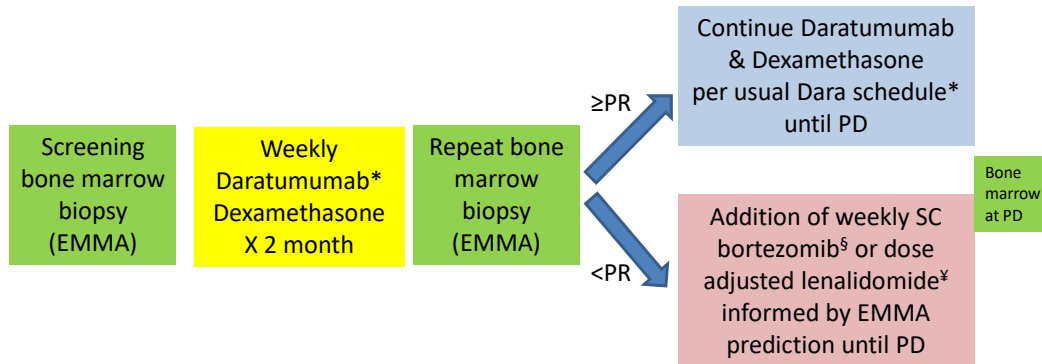 Screening
bone marrow
biopsy
(EMMA)
Weekly
Daratumumab*
Dexamethasone
X 2 month
Repeat bone
marrow
biopsy
(EMMA)
≥PR
<PR
Continue Daratumumab
& Dexamethasone
per usual Dara schedule*
until PD
Addition of weekly SC
bortezomib§ or dose
adjusted lenalidomide¥
informed by EMMA
prediction until PD
Bone
marrow
at PD